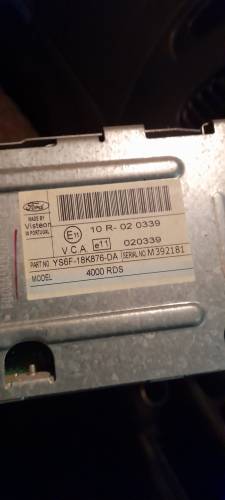 Ford
MADE BY
Visteon
IN PORTUGAL
E11
10 R- 02 0339
V.C.A
e11
020339
PART NO YS6F-18K876-DA SERIAL NO M392181
MODEL 4000 RDS